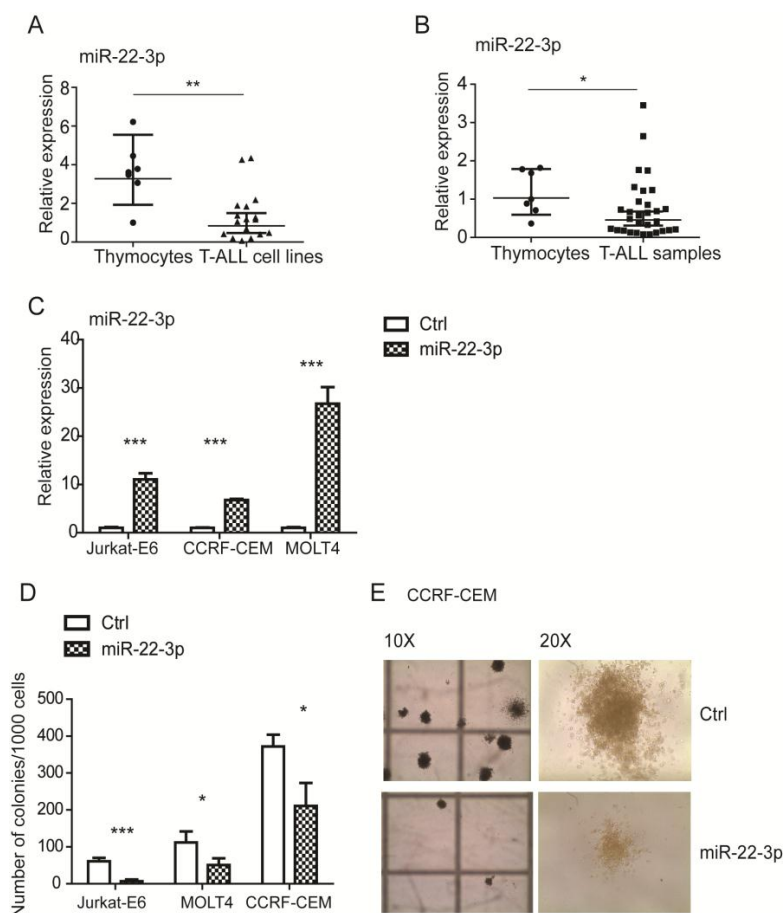 A
miR-22-3p
Relative expression
8
6
4
2
0
**
Thymocytes
T-ALL cell lines
B
miR-22-3p
Relative expression
4
3
2
1
0
*
Thymocytes
T-ALL samples
C
miR-22-3p
Relative expression
40
30
20
10
0
***
***
***
Jurkat-E6
CCRF-CEM
MOLT4
Ctrl
miR-22-3p
D
Ctrl
miR-22-3p
Number of colonies/1000 cells
500
400
300
200
100
0
***
*
*
Jurkat-E6
MOLT4
CCRF-CEM
E
CCRF-CEM
10X
20X
Ctrl
miR-22-3p